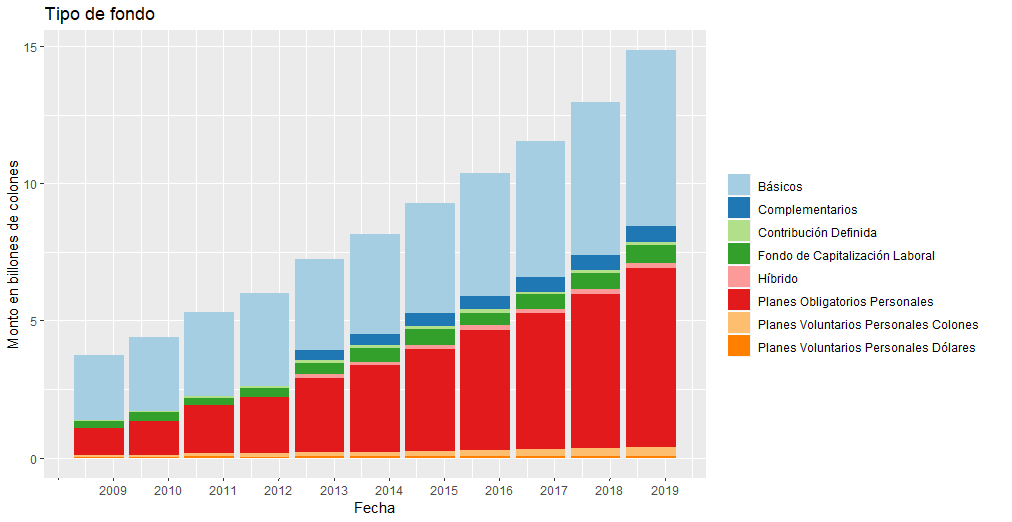 Tipo de fondo
Monto en billones de colones
15
10
5
0
2009 2010 2011 2012 2013 2014 2015 2016 2017 2018 2019
Fecha
Básicos
Complementarios
Contribución Definida
Fondo de Capitalización Laboral
Híbrido
Planes Obligatorios Personales
Planes Voluntarios Personales Colones
Planes Voluntarios Personales Dólares